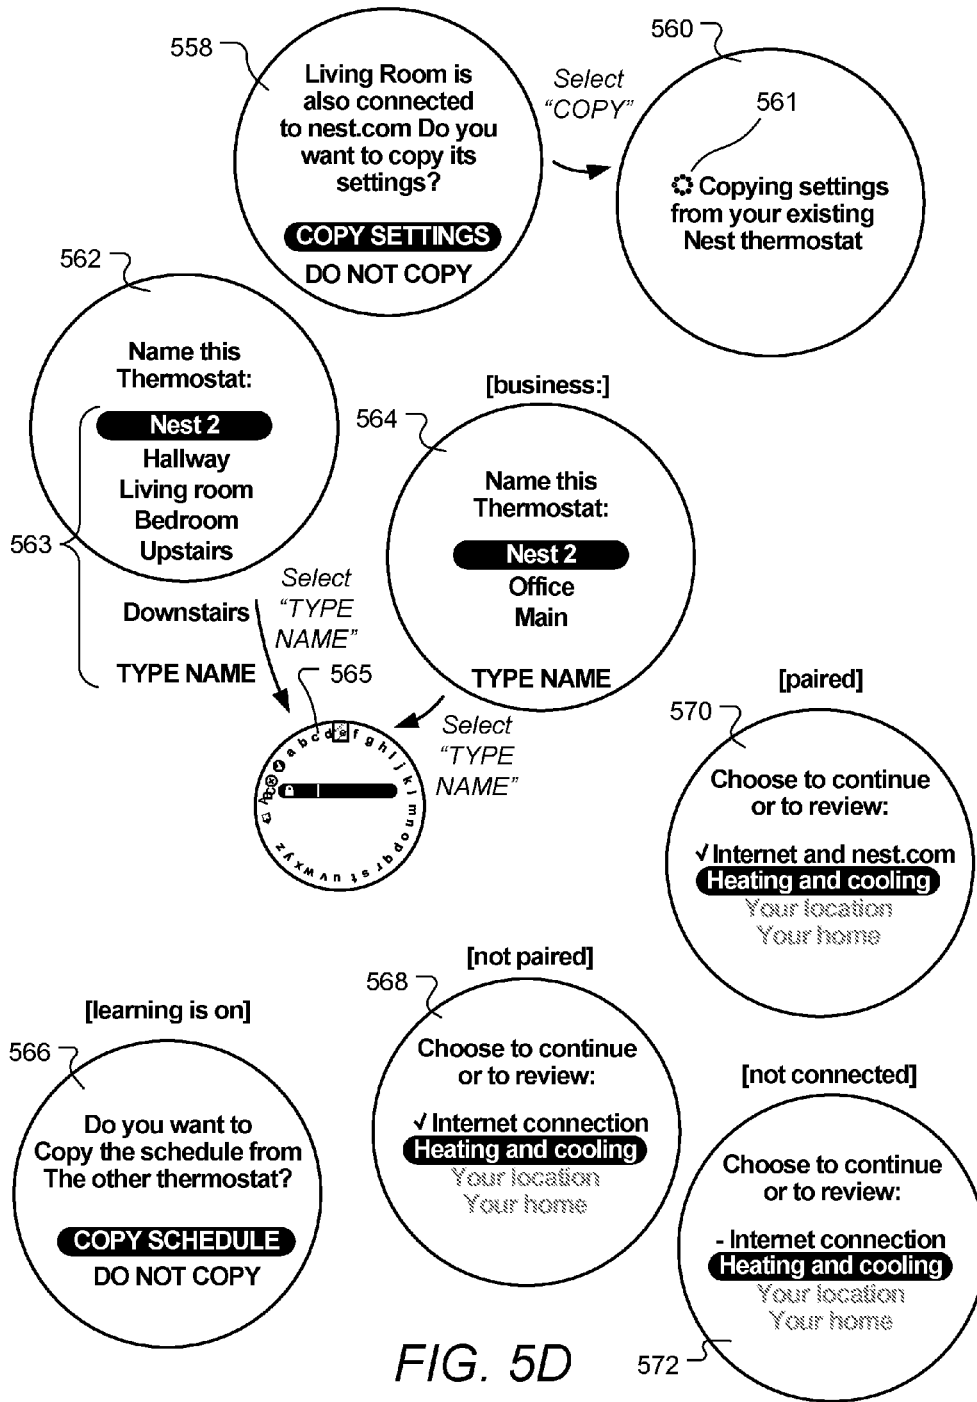 558
Living Room is
also connected
to nest.com Do you
want to copy its
settings?
COPY SETTINGS
DO NOT COPY
Select
“COPY”
560
561
Copying settings
from your existing
Nest thermostat
562
Name this
Thermostat:
563
Nest 2
Hallway
Living room
Bedroom
Upstairs
Downstairs
TYPE NAME
Select
“TYPE
NAME”
[business:]
564
Name this
Thermostat:
Nest 2
Office
Main
TYPE NAME
Select
“TYPE
NAME”
565
a b c d e f g h i j k l m n o p q r s t u v w x y z
[paired]
570
Choose to continue
or to review:
√ Internet and nest.com
Heating and cooling
Your location
Your home
[learning is on]
566
Do you want to
Copy the schedule from
The other thermostat?
COPY SCHEDULE
DO NOT COPY
[not paired]
568
Choose to continue
or to review:
√ Internet connection
Heating and cooling
Your location
Your home
[not connected]
Choose to continue
or to review:
- Internet connection
Heating and cooling
Your location
Your home
572
FIG. 5D